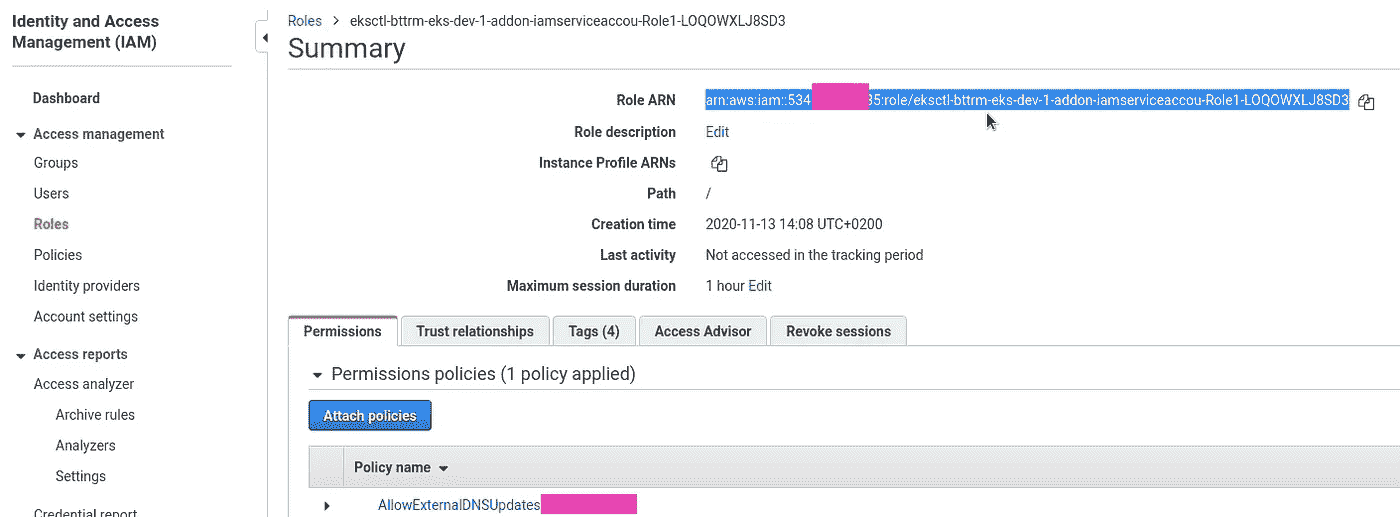 Identity and Access
Management (IAM)
Dashboard
Access management
Groups
Users
Roles
Policies
Identity providers
Account settings
Access reports
Access analyzer
Archive rules
Analyzers
Settings
Credential report
Roles > eksctl-bttrm-eks-dev-1-addon-iamserviceaccou-Role1-LOQOWXLJ8SD3
Summary
Role ARN arn:aws:iam::534 35:role/eksctl-bttrm-eks-dev-1-addon-iamserviceaccou-Role1-LOQOWXLJ8SD3
Role description Edit
Instance Profile ARNs
Path /
Creation time 2020-11-13 14:08 UTC+0200
Last activity Not accessed in the tracking period
Maximum session duration 1 hour Edit
Permissions Trust relationships Tags (4) Access Advisor Revoke sessions
Permissions policies (1 policy applied)
Attach policies
Policy name
AllowExternalDNSUpdates